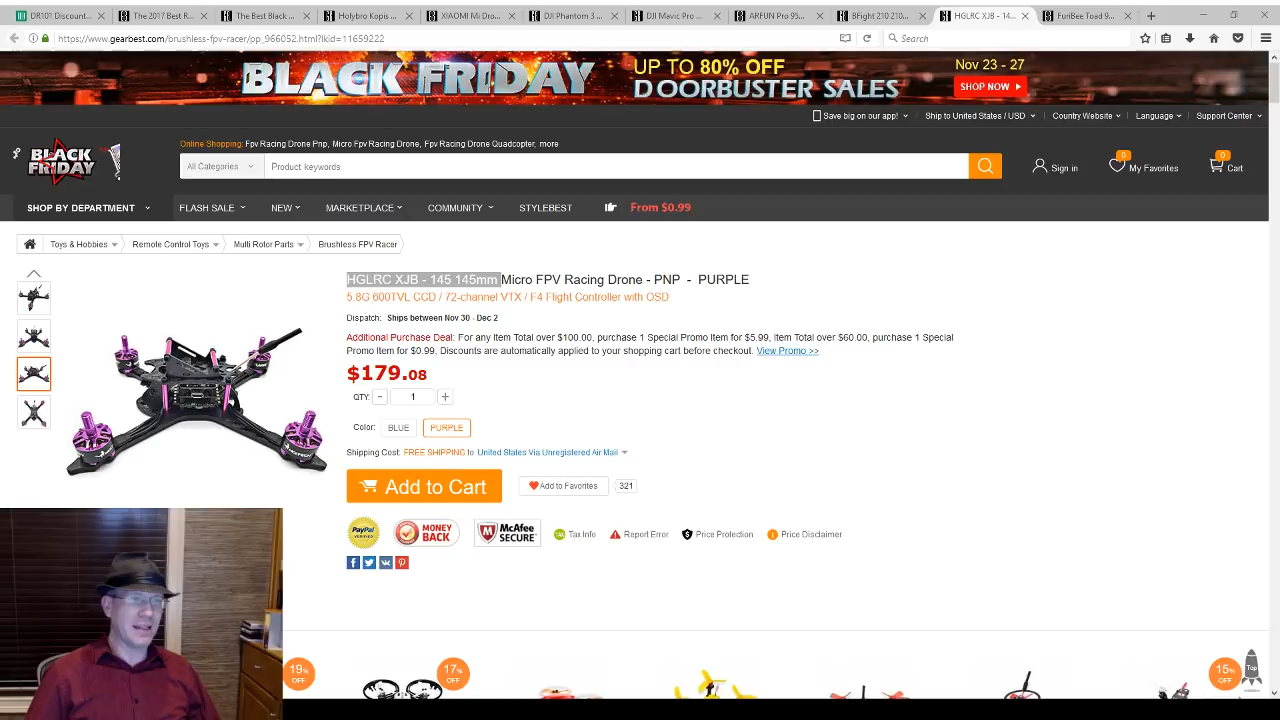 DR101 Discount...
The 2017 Best R...
The Best Black ...
Holybro Kopis ...
XIAOMI Mi Dro...
DJI Phantom 3 ...
DJI Mavic Pro ...
ARFUN Pro 95...
BFight 210 210...
HGLRC XJB - 14...
FuriBee Toad 9...
https://www.gearbest.com/brushless-fpv-racer/pp_966052.html?lkid=11659222
Search
BLACK FRIDAY
UP TO 80% OFF
DOORBUSTER SALES
Nov 23 - 27
SHOP NOW
Save big on our app!
Ship to United States / USD
Country Website
Language
Support Center
BLACK
FRIDAY
Online Shopping: Fpv Racing Drone Pnp, Micro Fpv Racing Drone, Fpv Racing Drone Quadcopter, more
All Categories
Product keywords
Sign in
0
My Favorites
0
Cart
SHOP BY DEPARTMENT
FLASH SALE
NEW
MARKETPLACE
COMMUNITY
STYLEBEST
From $0.99
Toys & Hobbies
Remote Control Toys
Multi Rotor Parts
Brushless FPV Racer
HGLRC XJB - 145 145mm Micro FPV Racing Drone - PNP - PURPLE
5.8G 600TVL CCD / 72-channel VTX / F4 Flight Controller with OSD
Dispatch: Ships between Nov 30 - Dec 2
Additional Purchase Deal: For any Item Total over $100.00, purchase 1 Special Promo Item for $5.99, Item Total over $60.00, purchase 1 Special
Promo Item for $0.99, Discounts are automatically applied to your shopping cart before checkout. View Promo >>
$179.08
QTY: - 1 +
Color: BLUE PURPLE
Shipping Cost: FREE SHIPPING to United States Via Unregistered Air Mail
Add to Cart
Add to Favorites
321
PayPal
VERIFIED
MONEY
BACK
McAfee
SECURE
TAX
Tax Info
Report Error
Price Protection
Price Disclaimer
19%
OFF
17%
OFF
15%
OFF
Top